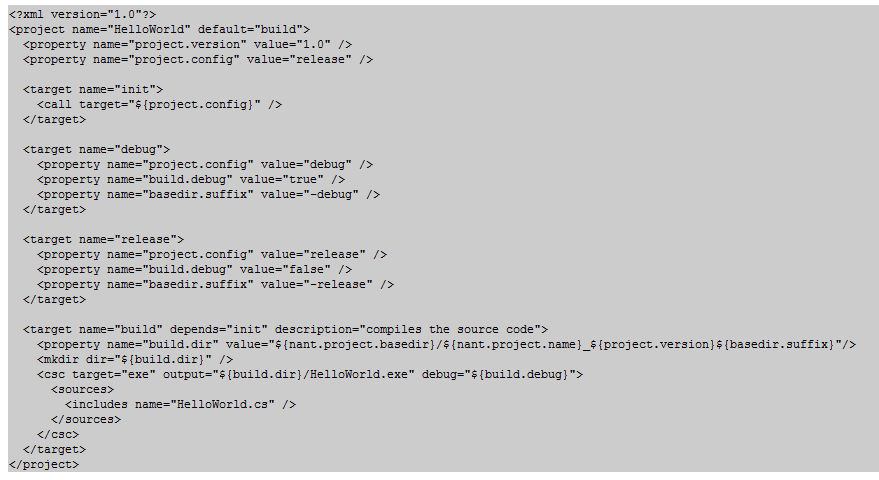 <?xml version="1.0"?>
<project name="HelloWorld" default="build">
  <property name="project.version" value="1.0" />
  <property name="project.config" value="release" />

  <target name="init">
    <call target="${project.config}" />
  </target>

  <target name="debug">
    <property name="project.config" value="debug" />
    <property name="build.debug" value="true" />
    <property name="basedir.suffix" value="-debug" />
  </target>

  <target name="release">
    <property name="project.config" value="release" />
    <property name="build.debug" value="false" />
    <property name="basedir.suffix" value="-release" />
  </target>

  <target name="build" depends="init" description="compiles the source code">
    <property name="build.dir" value="${nant.project.basedir}/${nant.project.name}_${project.version}${basedir.suffix}"/>
    <mkdir dir="${build.dir}" />
    <csc target="exe" output="${build.dir}/HelloWorld.exe" debug="${build.debug}">
      <sources>
        <includes name="HelloWorld.cs" />
      </sources>
    </csc>
  </target>
</project>